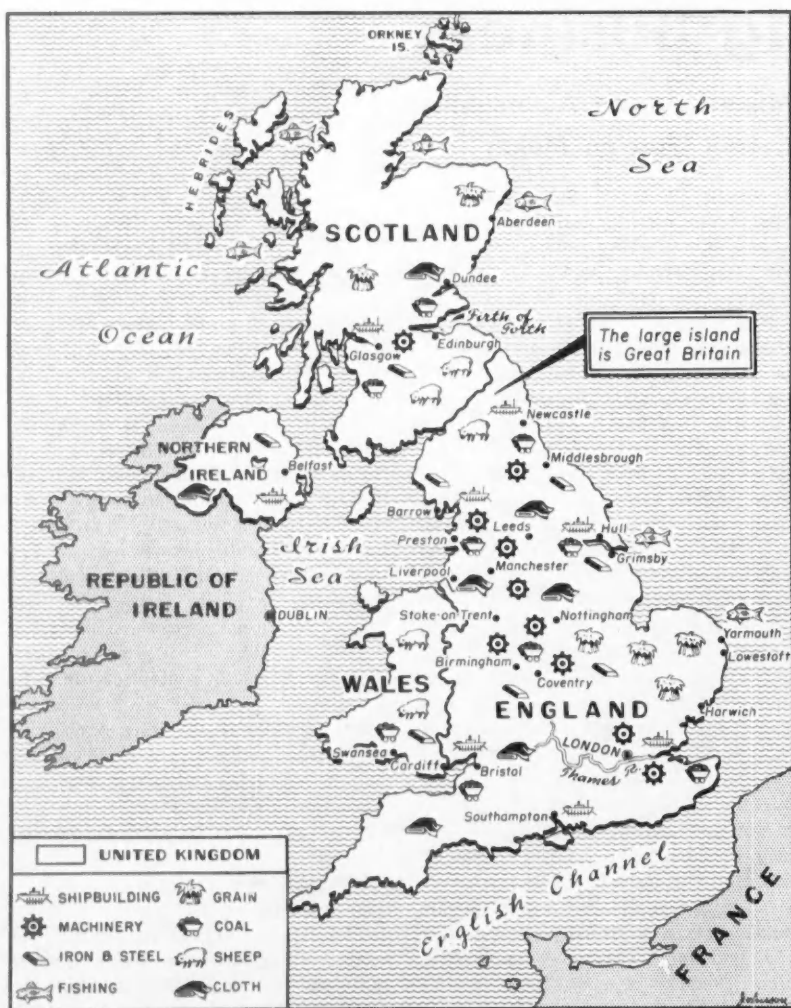 ORKNEY
IS.
North
Sea
HEBRIDES
Aberdeen
SCOTLAND
Atlantic
Ocean
Dundee
Firth of
Forth
Edinburgh
Glasgow
The large island
is Great Britain
Newcastle
NORTHERN
IRELAND
Belfast
Middlesbrough
Barrow
Leeds
Hull
Preston
Grimsby
Irish
Sea
Liverpool
Manchester
REPUBLIC OF
IRELAND
DUBLIN
Stoke-on-Trent
Nottingham
Yarmouth
Lowestoft
Birmingham
Coventry
WALES
ENGLAND
Harwich
Swansea
LONDON
Cardiff
Bristol
Thames R.
Southampton
English Channel
FRANCE
UNITED KINGDOM
SHIPBUILDING
GRAIN
MACHINERY
COAL
IRON & STEEL
SHEEP
FISHING
CLOTH